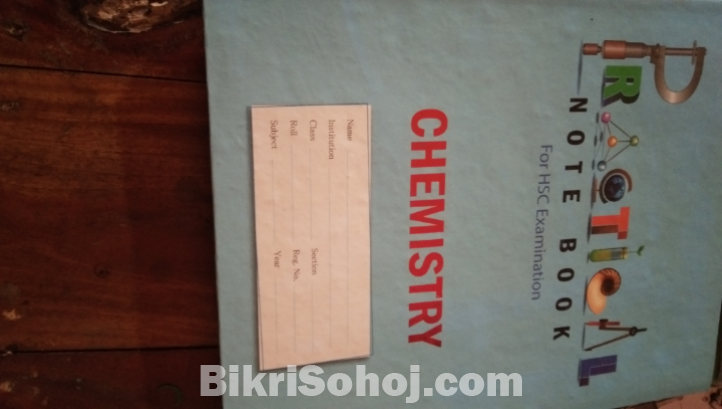 PRACTICAL
NOTE BOOK
For HSC Examination
CHEMISTRY
Name
Institution
Class Section
Roll Reg. No.
Subject Year
BikriSohoj.com